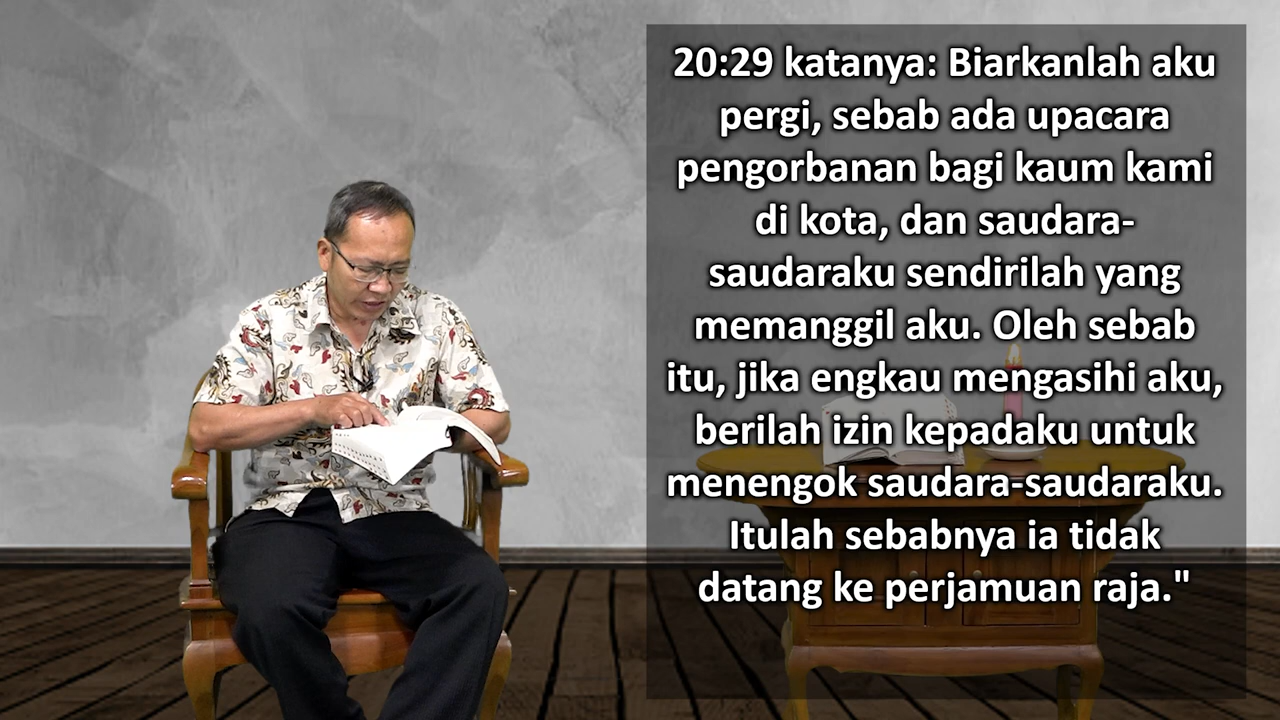 20:29 katanya: Biarkanlah aku
pergi, sebab ada upacara
pengorbanan bagi kaum kami
di kota, dan saudara-
saudaraku sendirilah yang
memanggil aku. Oleh sebab
itu, jika engkau mengasihi aku,
berilah izin kepadaku untuk
menengok saudara-saudaraku.
Itulah sebabnya ia tidak
datang ke perjamuan raja."